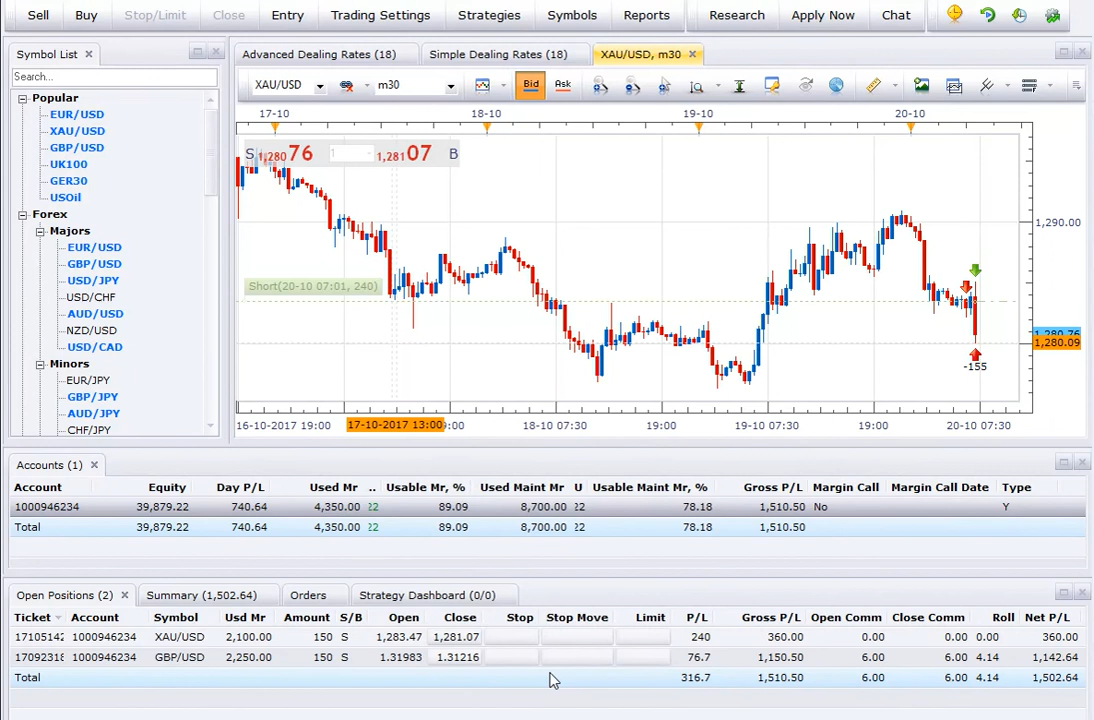 Sell Buy Stop/Limit Close Entry Trading Settings Strategies Symbols Reports Research Apply Now Chat
Symbol List
Search...
Popular
EUR/USD
XAU/USD
GBP/USD
UK100
GER30
USOil
Forex
Majors
EUR/USD
GBP/USD
USD/JPY
USD/CHF
AUD/USD
NZD/USD
USD/CAD
Minors
EUR/JPY
GBP/JPY
AUD/JPY
CHF/JPY
Advanced Dealing Rates (18) Simple Dealing Rates (18) XAU/USD, m30
XAU/USD m30 Bid Ask
17-10 18-10 19-10 20-10
S 1,280 76 1 1,281 07 B
1,290.00
Short(20-10 07:01, 240)
1,280.76
1,280.09
-155
16-10-2017 19:00 17-10-2017 13:00 :00 18-10 07:30 19:00 19-10 07:30 19:00 20-10 07:30
Accounts (1)
Account Equity Day P/L Used Mr .. Usable Mr, % Used Maint Mr U Usable Maint Mr, % Gross P/L Margin Call Margin Call Date Type
1000946234 39,879.22 740.64 4,350.00 22 89.09 8,700.00 22 78.18 1,510.50 No Y
Total 39,879.22 740.64 4,350.00 22 89.09 8,700.00 22 78.18 1,510.50
Open Positions (2) Summary (1,502.64) Orders Strategy Dashboard (0/0)
Ticket Account Symbol Usd Mr Amount S/B Open Close Stop Stop Move Limit P/L Gross P/L Open Comm Close Comm Roll Net P/L
17105142 1000946234 XAU/USD 2,100.00 150 S 1,283.47 1,281.07 240 360.00 0.00 0.00 0.00 360.00
17092318 1000946234 GBP/USD 2,250.00 150 S 1.31983 1.31216 76.7 1,150.50 6.00 6.00 4.14 1,142.64
Total 316.7 1,510.50 6.00 6.00 4.14 1,502.64